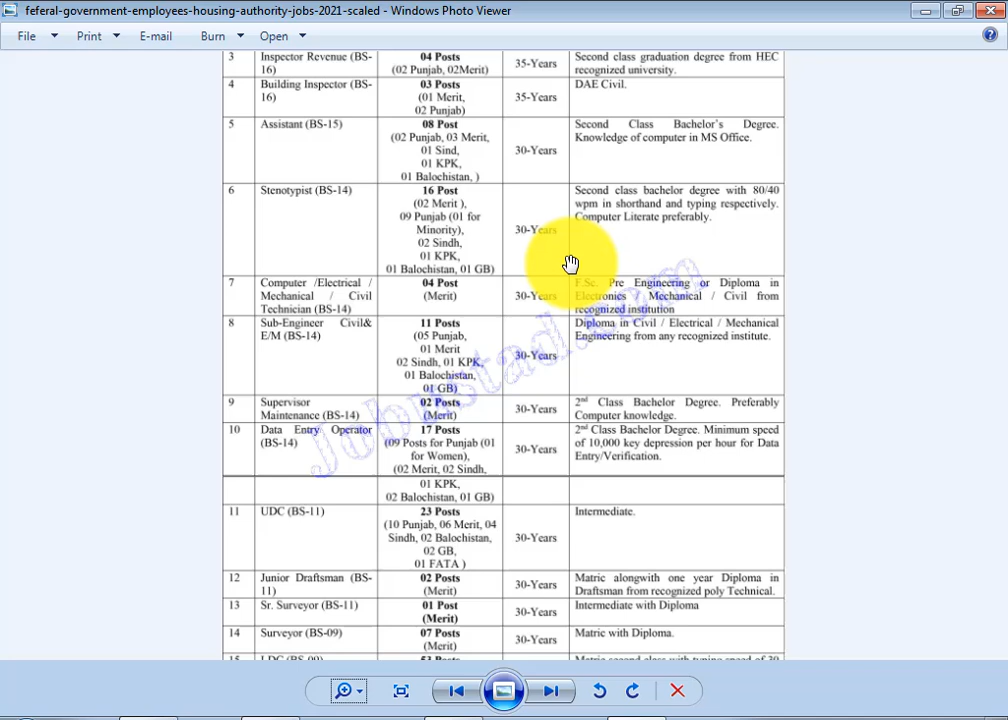 feferal-government-employees-housing-authority-jobs-2021-scaled - Windows Photo Viewer
File Print E-mail Burn Open
3 Inspector Revenue (BS-16) 04 Posts (02 Punjab, 02Merit) 35-Years Second class graduation degree from HEC recognized university.
4 Building Inspector (BS-16) 03 Posts (01 Merit, 02 Punjab) 35-Years DAE Civil.
5 Assistant (BS-15) 08 Post (02 Punjab, 03 Merit, 01 Sind, 01 KPK, 01 Balochistan, ) 30-Years Second Class Bachelor's Degree. Knowledge of computer in MS Office.
6 Stenotypist (BS-14) 16 Post (02 Merit ), 09 Punjab (01 for Minority), 02 Sindh, 01 KPK, 01 Balochistan, 01 GB) 30-Years Second class bachelor degree with 80/40 wpm in shorthand and typing respectively. Computer Literate preferably.
7 Computer /Electrical / Mechanical / Civil Technician (BS-14) 04 Post (Merit) 30-Years F.Sc. Pre Engineering or Diploma in Electronics / Mechanical / Civil from recognized institution
8 Sub-Engineer Civil& E/M (BS-14) 11 Posts (05 Punjab, 01 Merit 02 Sindh, 01 KPK, 01 Balochistan, 01 GB) 30-Years Diploma in Civil / Electrical / Mechanical Engineering from any recognized institute.
9 Supervisor Maintenance (BS-14) 02 Posts (Merit) 30-Years 2nd Class Bachelor Degree. Preferably Computer knowledge.
10 Data Entry Operator (BS-14) 17 Posts (09 Posts for Punjab (01 for Women), (02 Merit, 02 Sindh, 01 KPK, 02 Balochistan, 01 GB) 30-Years 2nd Class Bachelor Degree. Minimum speed of 10,000 key depression per hour for Data Entry/Verification.
11 UDC (BS-11) 23 Posts (10 Punjab, 06 Merit, 04 Sindh, 02 Balochistan, 02 GB, 01 FATA ) 30-Years Intermediate.
12 Junior Draftsman (BS-11) 02 Posts (Merit) 30-Years Matric alongwith one year Diploma in Draftsman from recognized poly Technical.
13 Sr. Surveyor (BS-11) 01 Post (Merit) 30-Years Intermediate with Diploma
14 Surveyor (BS-09) 07 Posts (Merit) 30-Years Matric with Diploma.
Jobustad.com